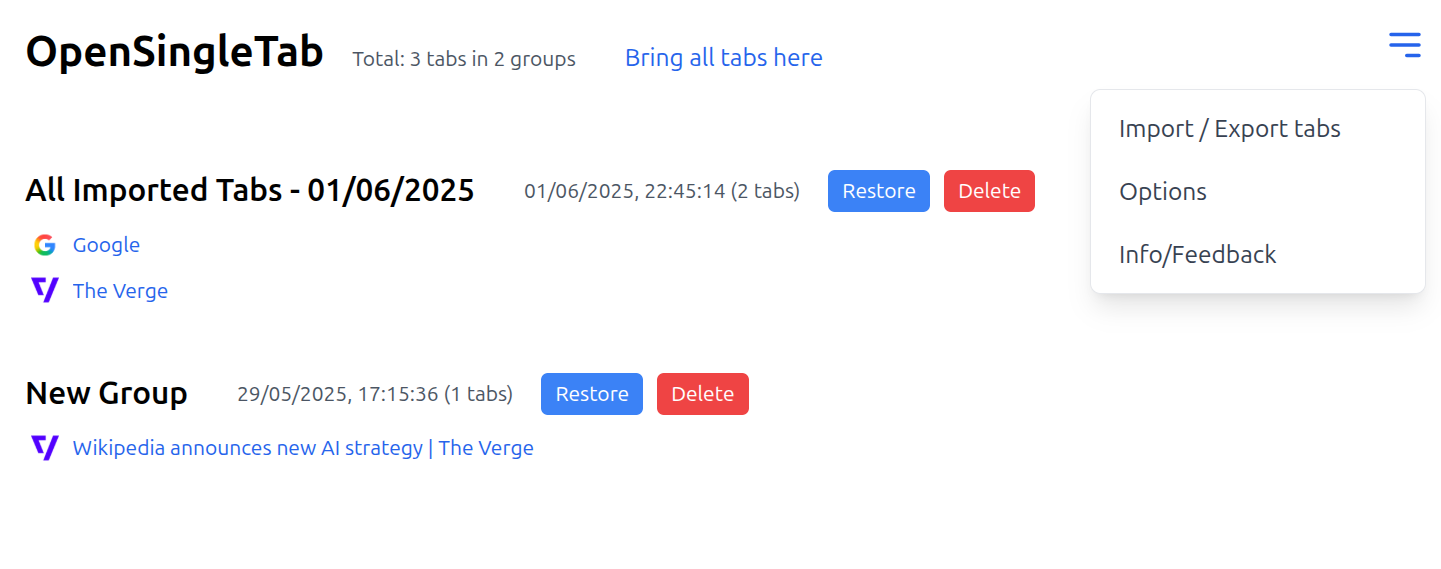 OpenSingleTab Total: 3 tabs in 2 groups Bring all tabs here
Import / Export tabs
All Imported Tabs - 01/06/2025 01/06/2025, 22:45:14 (2 tabs) Restore Delete
Options
Google
Info/Feedback
The Verge
New Group 29/05/2025, 17:15:36 (1 tabs) Restore Delete
Wikipedia announces new AI strategy | The Verge